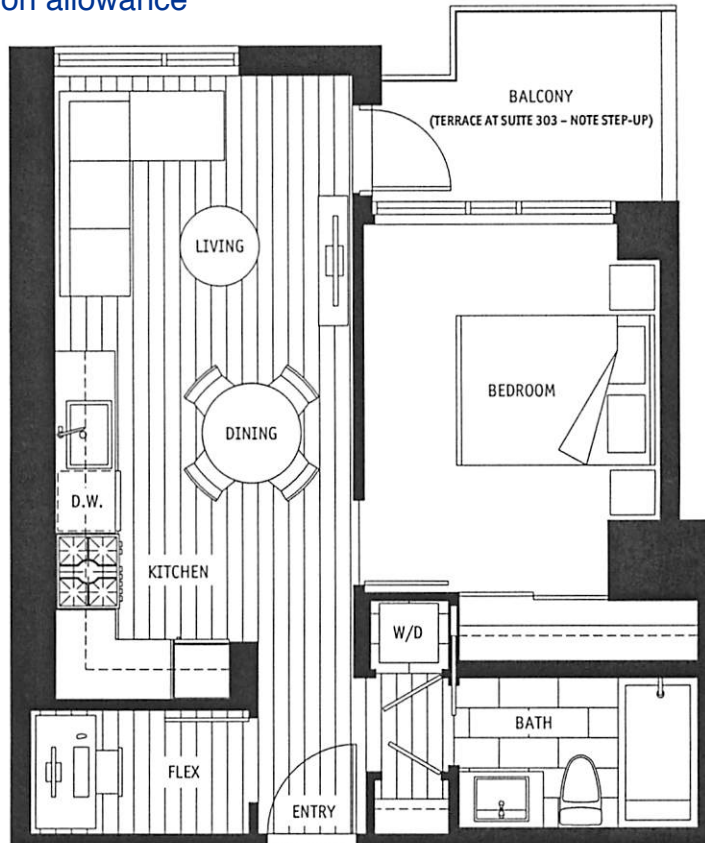 on allowance
BALCONY
(TERRACE AT SUITE 303 – NOTE STEP-UP)
LIVING
BEDROOM
DINING
D.W.
KITCHEN
W/D
BATH
FLEX
ENTRY